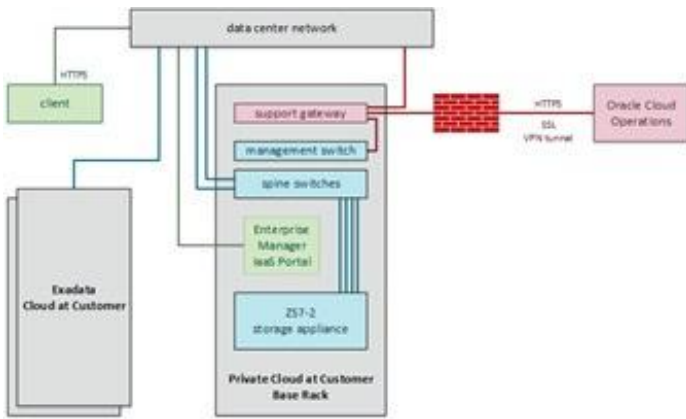 data center network
HTTPS
client
support gateway
HTTPS
SSL
VPN tunnel
Oracle Cloud
Operations
management switch
spine switches
Enterprise
Manager
IaaS Portal
Exadata
Cloud at Customer
ZS7-2
storage appliance
Private Cloud at Customer
Base Rack